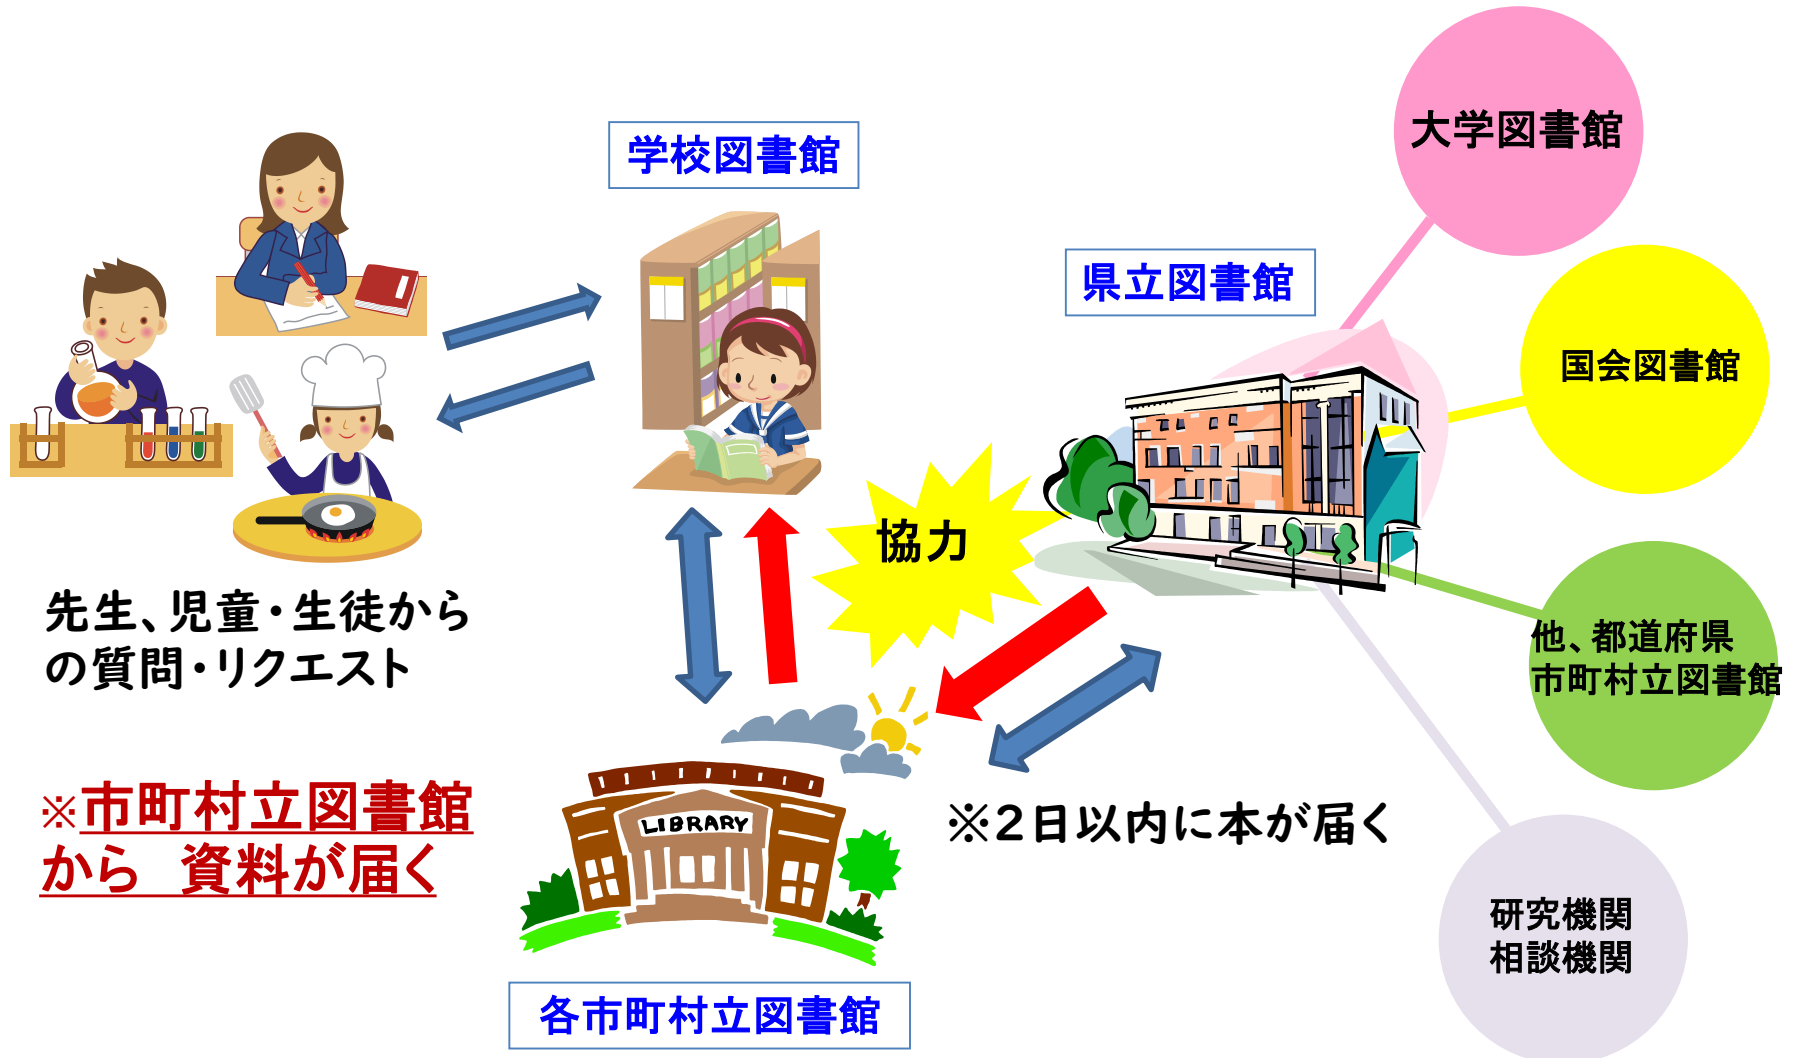 学校図書館
県立図書館
大学図書館
国会図書館
協力
先生、児童・生徒から
の質問・リクエスト
他、都道府県
市町村立図書館
※市町村立図書館
から　資料が届く
※2日以内に本が届く
LIBRARY
研究機関
相談機関
各市町村立図書館